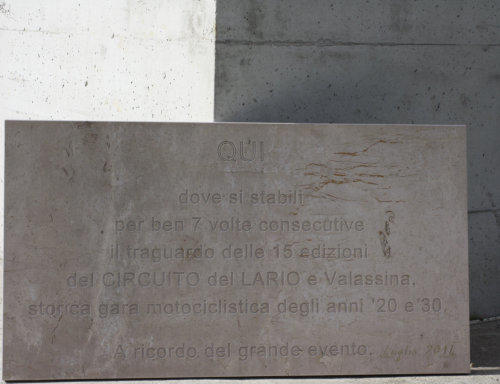 QUI
dove si stabilì
per ben 7 volte consecutive
il traguardo delle 15 edizioni
del CIRCUITO del LARIO e Valassina,
storica gara motociclistica degli anni '20 e '30.
A ricordo del grande evento. Luglio